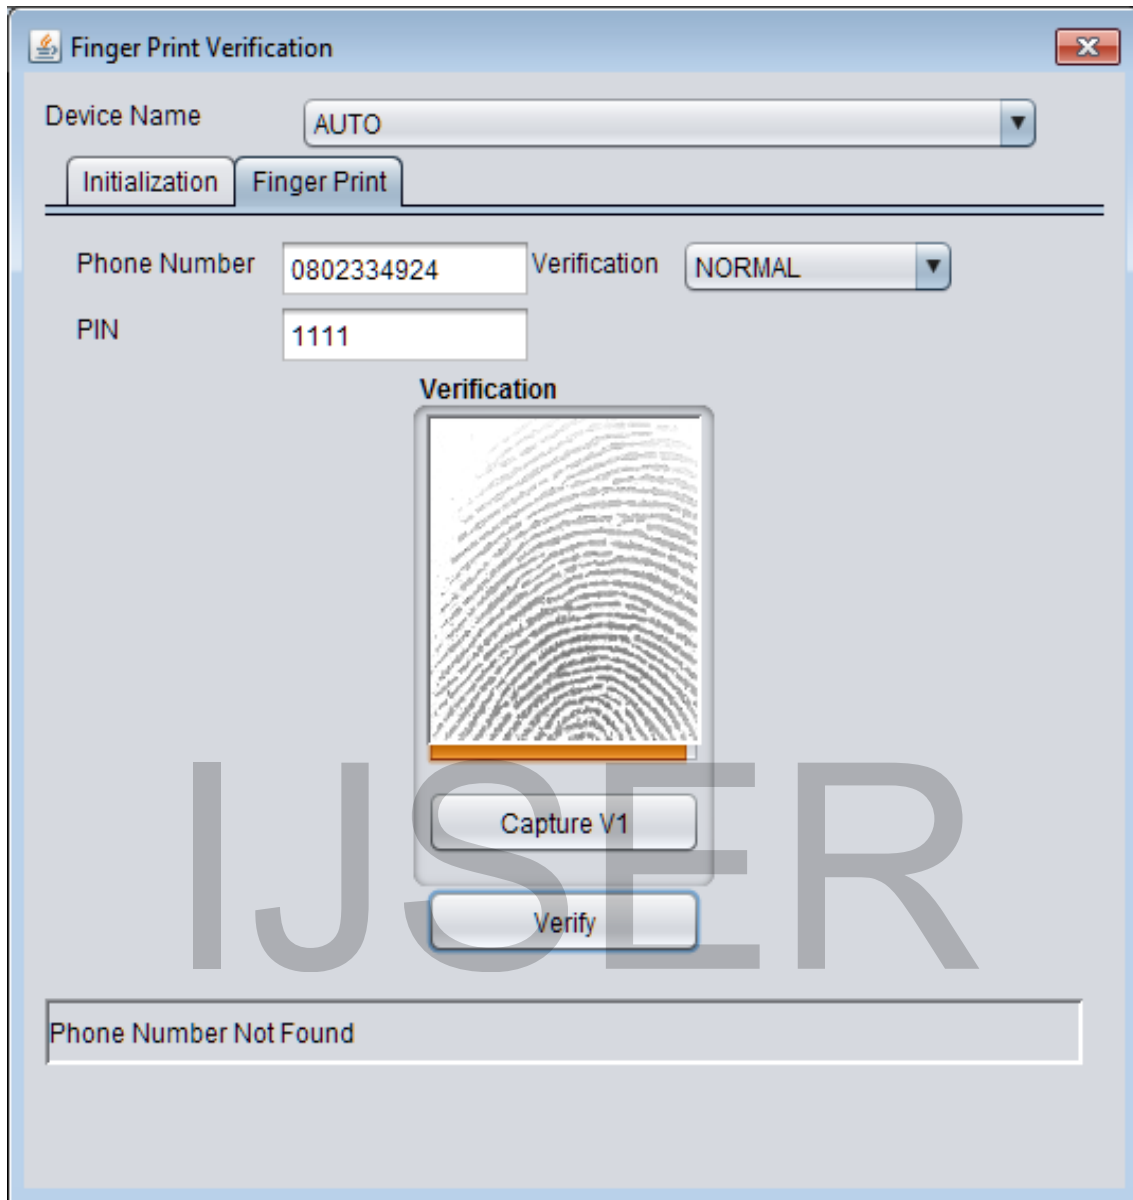 Finger Print Verification
Device Name AUTO
Initialization Finger Print
Phone Number 0802334924 Verification NORMAL
PIN 1111
Verification
Capture V1
Verify
IJSER
Phone Number Not Found